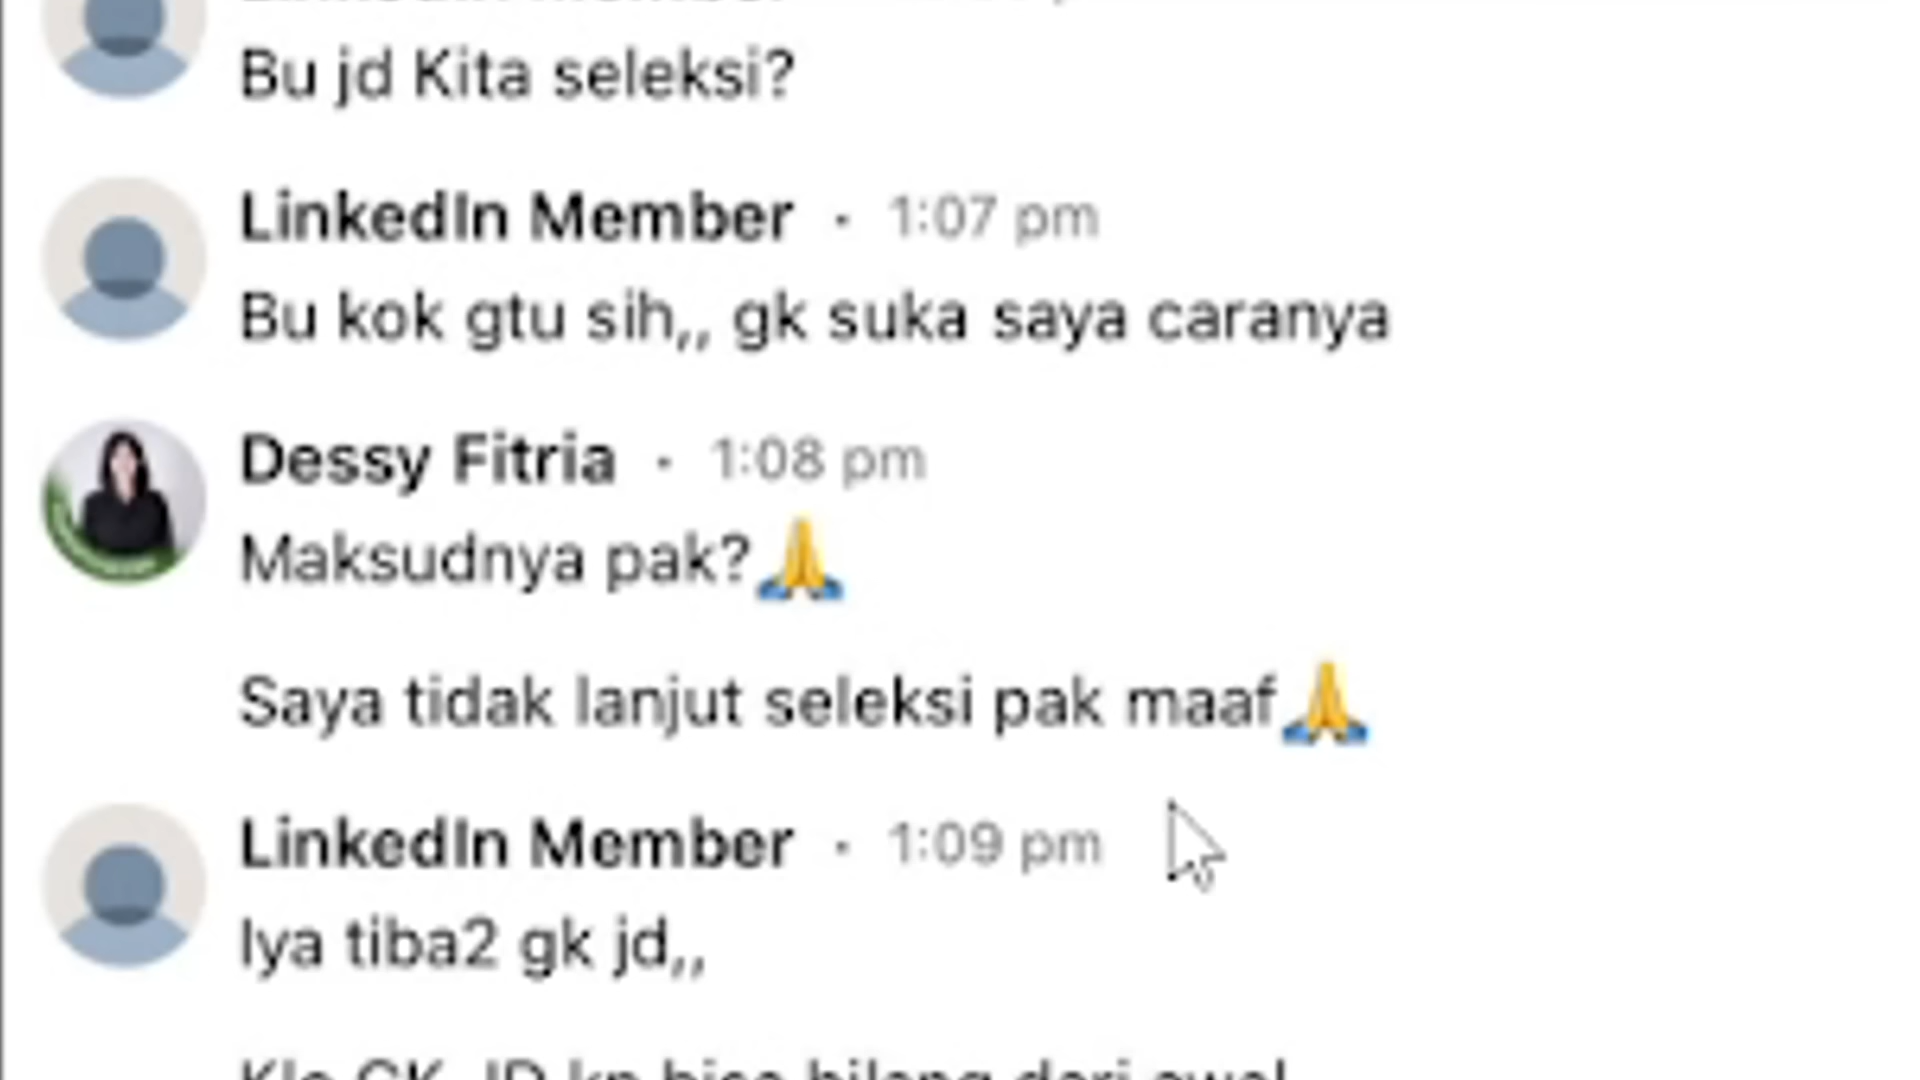 Bu jd Kita seleksi?
LinkedIn Member · 1:07 pm
Bu kok gtu sih,, gk suka saya caranya
Dessy Fitria · 1:08 pm
Maksudnya pak?🙏
Saya tidak lanjut seleksi pak maaf🙏
LinkedIn Member · 1:09 pm
Iya tiba2 gk jd,,